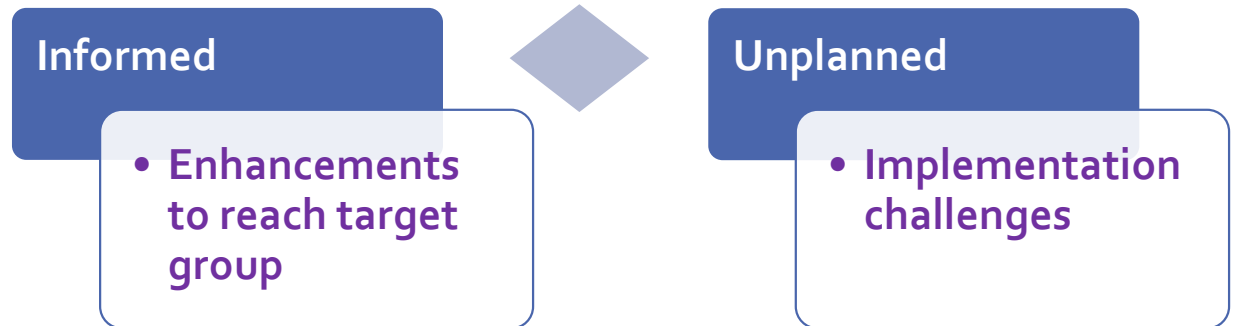 Informed
• Enhancements
to reach target
group
Unplanned
• Implementation
challenges